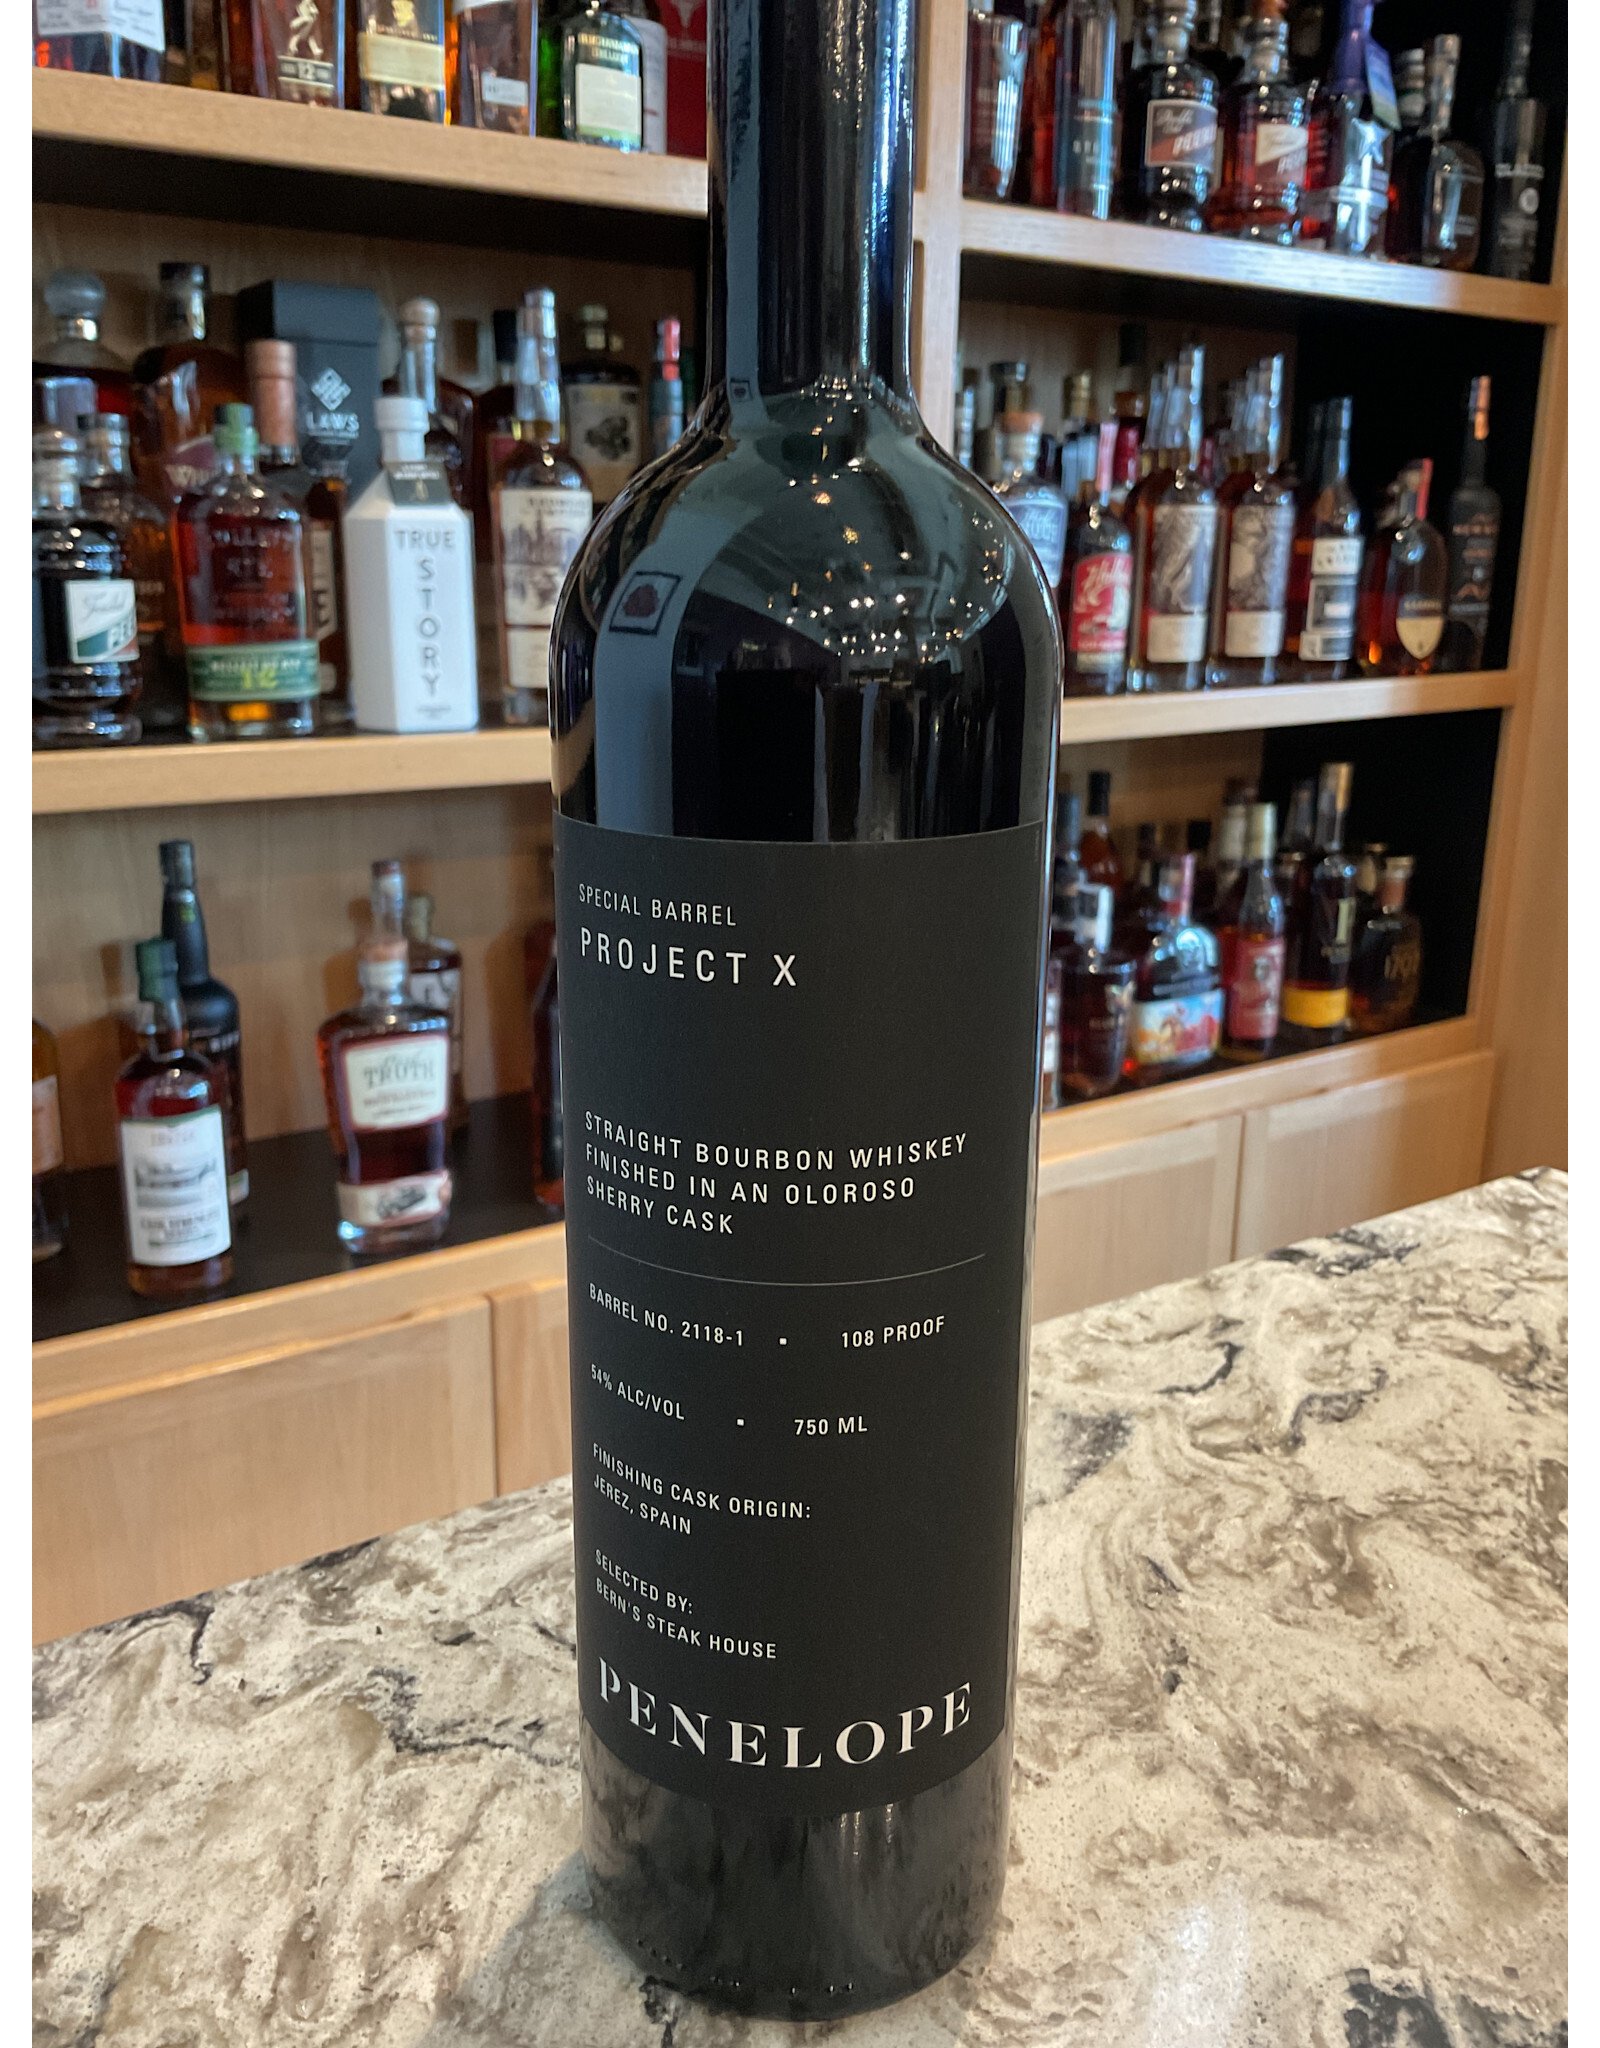 LAWS
TRUE
STORY
TRUTH
SPECIAL BARREL
PROJECT X
STRAIGHT BOURBON WHISKEY
FINISHED IN AN OLOROSO
SHERRY CASK
BARREL NO. 2118-1 ▪ 108 PROOF
54% ALC/VOL ▪ 750 ML
FINISHING CASK ORIGIN:
JEREZ, SPAIN
SELECTED BY:
BERN'S STEAK HOUSE
PENELOPE